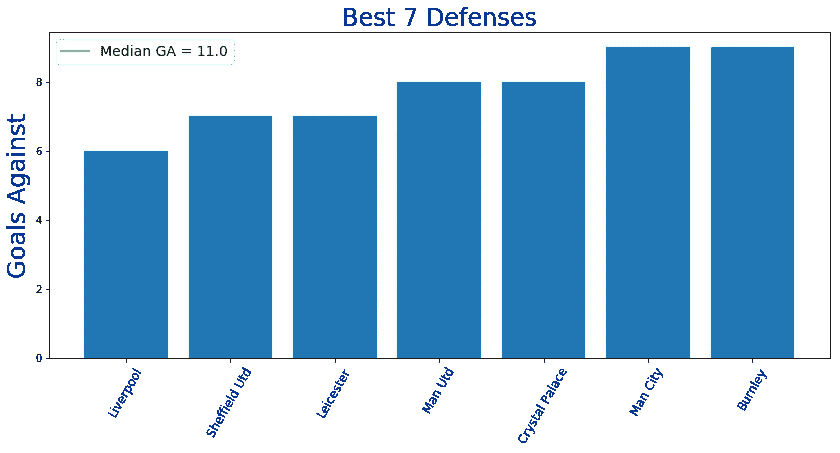 Best 7 Defenses
Median GA = 11.0
Goals Against
8
6
4
2
0
Liverpool
Sheffield Utd
Leicester
Man Utd
Crystal Palace
Man City
Burnley